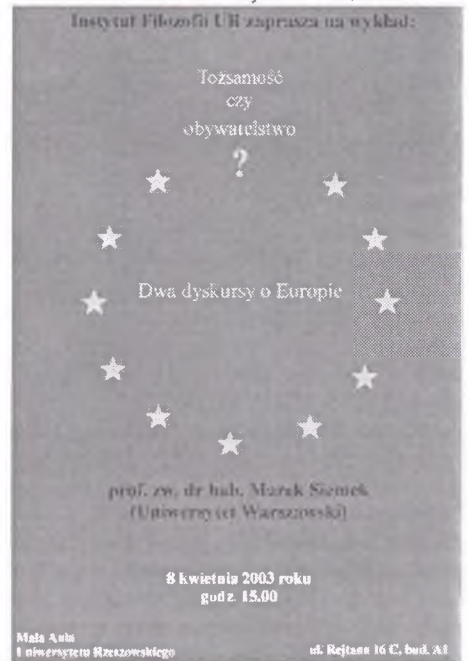 Instytut Filozofii UR zaprasza na wykład:
Tożsamość
czy
obywatelstwo
?
Dwa dyskursy o Europie
prof. zw. dr hab. Marek Siemek
(Uniwersytet Warszawski)
8 kwietnia 2003 roku
godz. 15.00
Mała Aula
Uniwersytetu Rzeszowskiego
ul. Rejtana 16 C, bud. A1